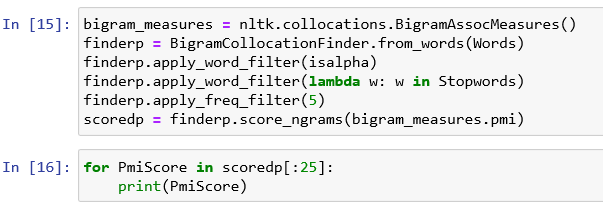 In [15]: bigram_measures = nltk.collocations.BigramAssocMeasures()
finderp = BigramCollocationFinder.from_words(Words)
finderp.apply_word_filter(isalpha)
finderp.apply_word_filter(lambda w: w in Stopwords)
finderp.apply_freq_filter(5)
scoredp = finderp.score_ngrams(bigram_measures.pmi)
In [16]: for PmiScore in scoredp[:25]:
    print(PmiScore)